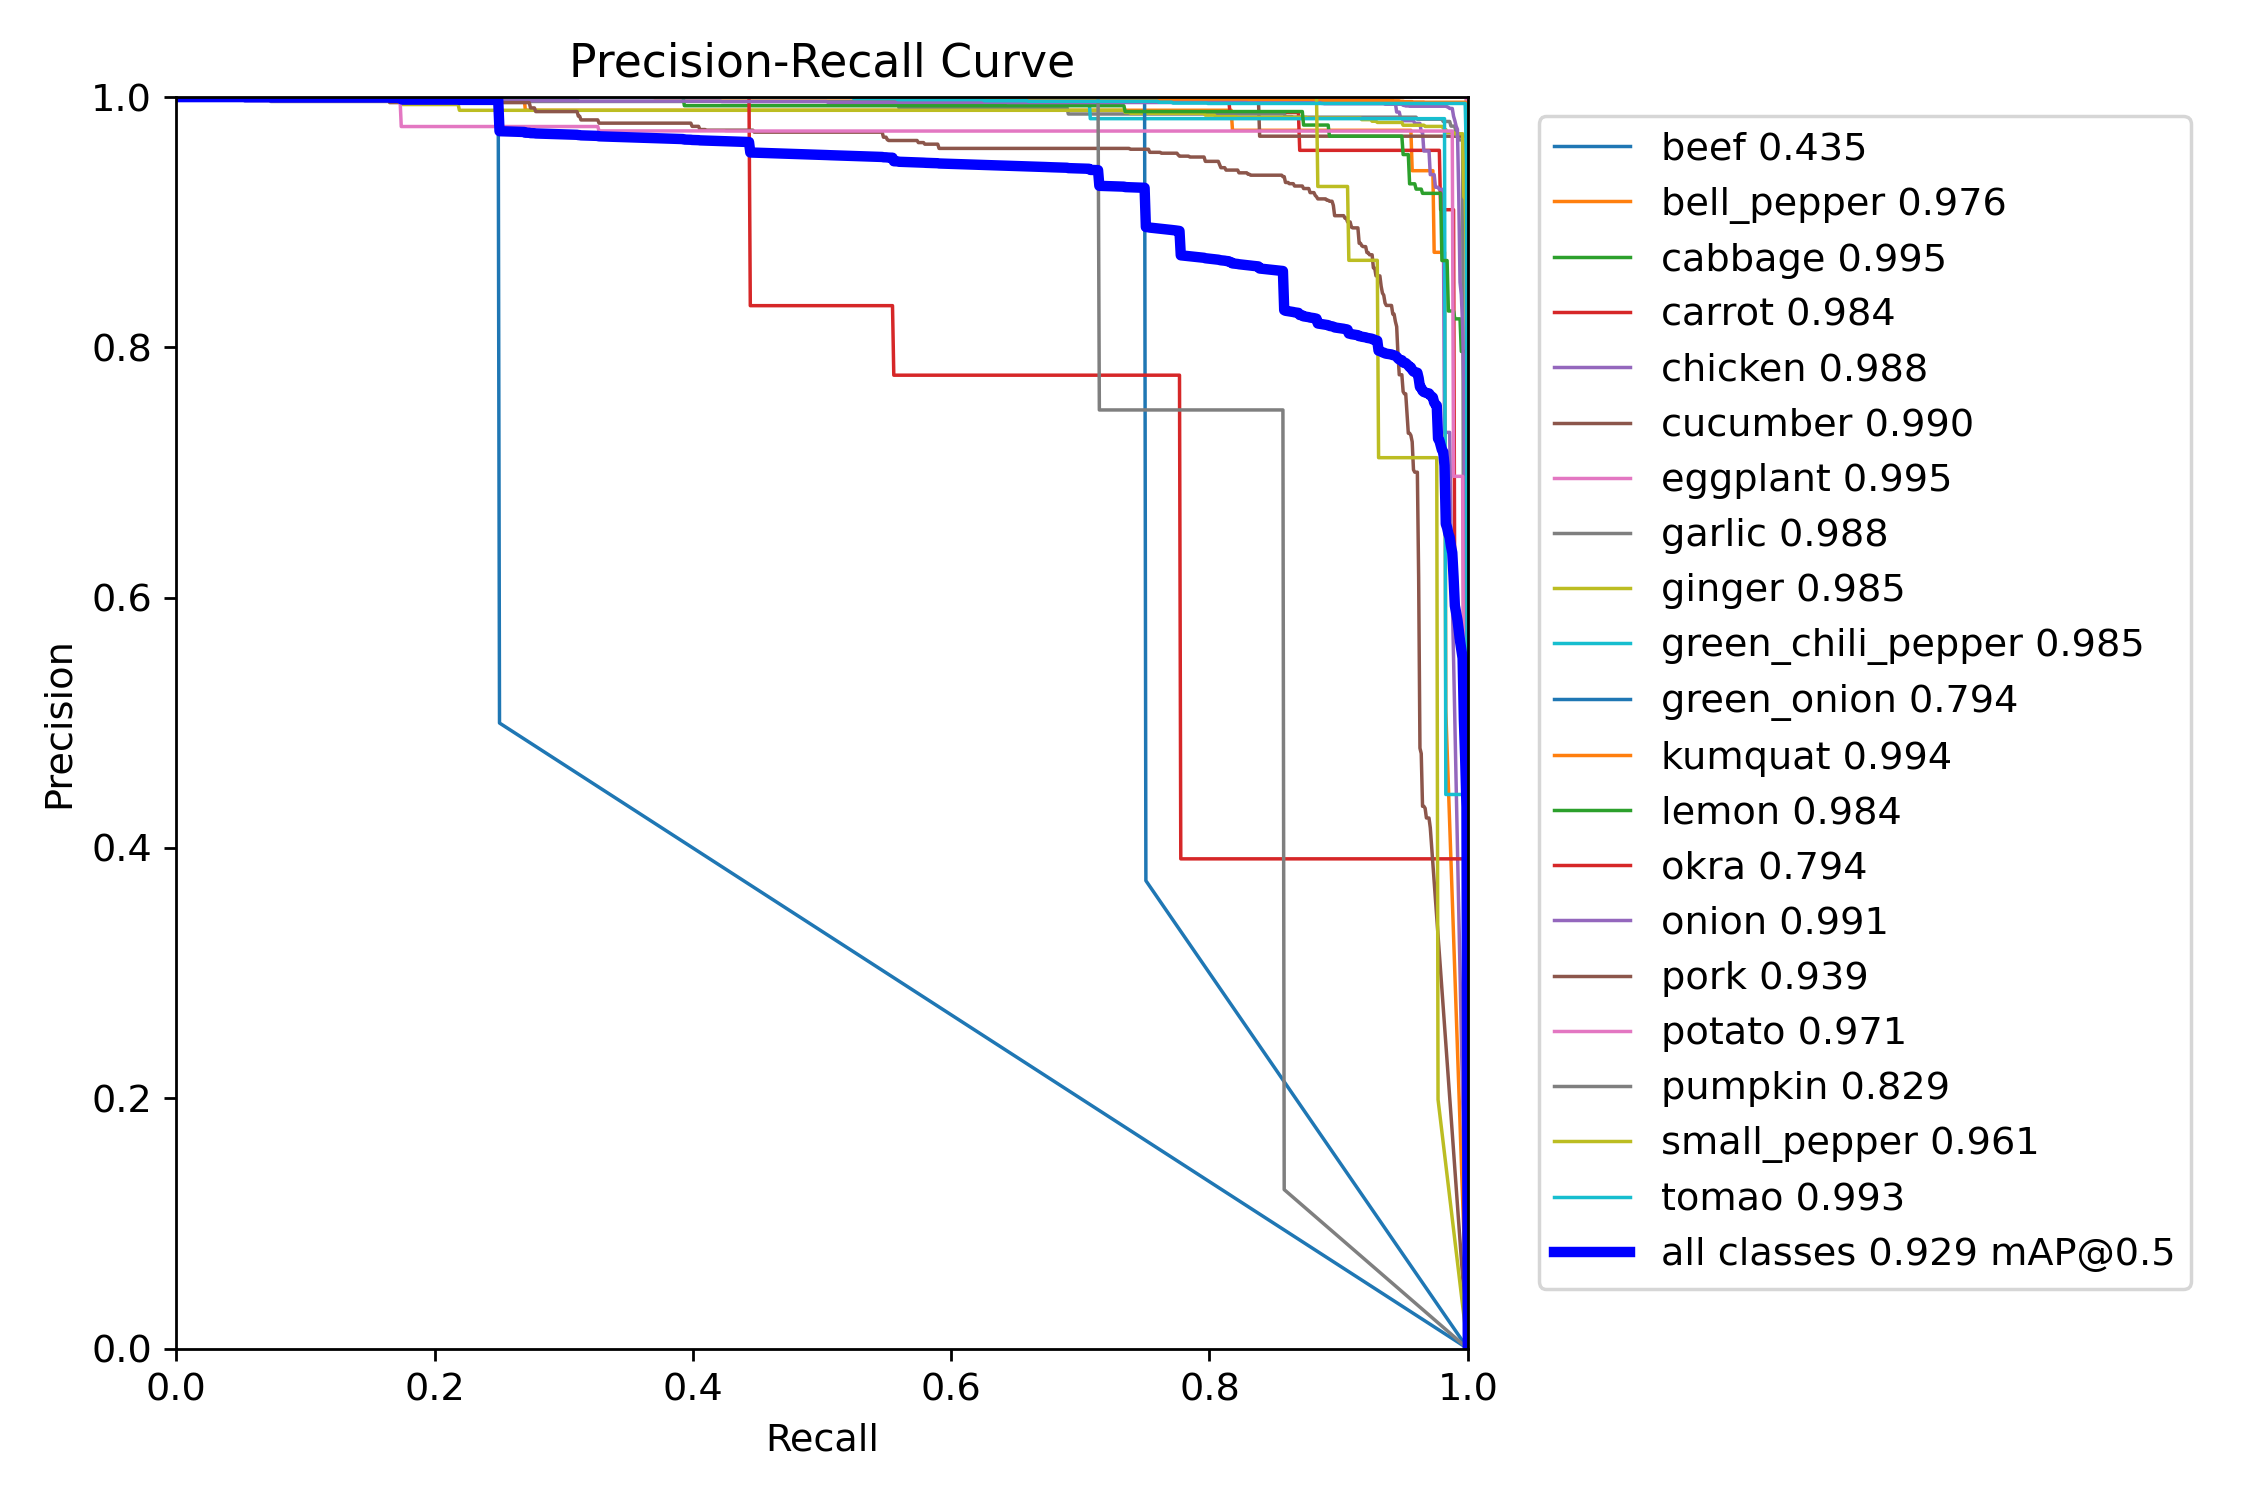 Precision-Recall Curve
1.0
0.8
0.6
0.4
0.2
0.0
Precision
0.0 0.2 0.4 0.6 0.8 1.0
Recall
beef 0.435
bell_pepper 0.976
cabbage 0.995
carrot 0.984
chicken 0.988
cucumber 0.990
eggplant 0.995
garlic 0.988
ginger 0.985
green_chili_pepper 0.985
green_onion 0.794
kumquat 0.994
lemon 0.984
okra 0.794
onion 0.991
pork 0.939
potato 0.971
pumpkin 0.829
small_pepper 0.961
tomao 0.993
all classes 0.929 mAP@0.5